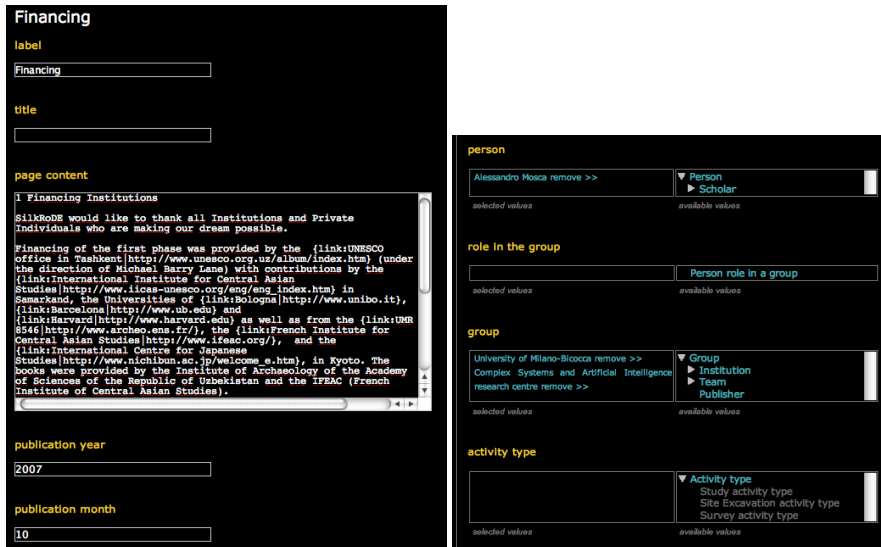 Financing
label
Financing
title
page content
1 Financing Institutions
SilkRoDE would like to thank all Institutions and Private
Individuals who are making our dream possible.
Financing of the first phase was provided by the {link:UNESCO
office in Tashkent|http://www.unesco.org.uz/album/index.htm} (under
the direction of Michael Barry Lane) with contributions by the
{link:International Institute for Central Asian
Studies|http://www.iicas-unesco.org/eng/eng_index.htm} in
Samarkand, the Universities of {link:Bologna|http://www.unibo.it},
{link:Barcelona|http://www.ub.edu} and
{link:Harvard|http://www.harvard.edu} as well as from the {link:UMR
8546|http://www.archeo.ens.fr/}, the {link:French Institute for
Central Asian Studies|http://www.ifeac.org/}, and the
{link:International Centre for Japanese
Studies|http://www.nichibun.ac.jp/welcome_e.htm}, in Kyoto. The
books were provided by the Institute of Archaeology of the Academy
of Sciences of the Republic of Uzbekistan and the IFEAC (French
Institute of Central Asian Studies).
publication year
2007
publication month
10
person
Alessandro Mosca remove >>
Person
Scholar
selected values
available values
role in the group
Person role in a group
selected values
available values
group
University of Milano-Bicocca remove >>
Complex Systems and Artificial Intelligence
research centre remove >>
Group
Institution
Team
Publisher
selected values
available values
activity type
Activity type
Study activity type
Site Excavation activity type
Survey activity type
selected values
available values